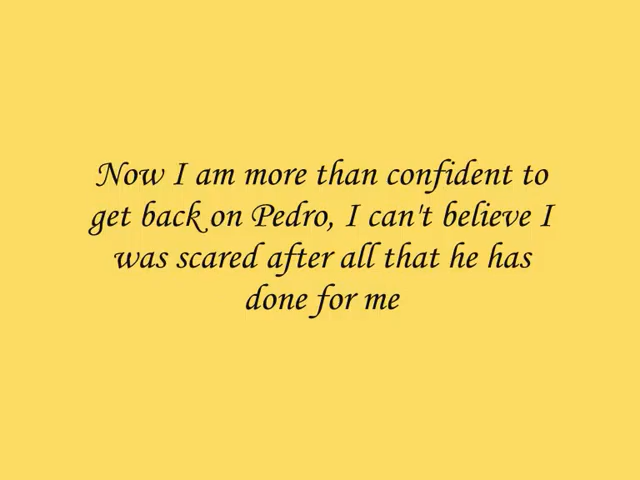 Now I am more than confident to
get back on Pedro, I can't believe I
was scared after all that he has
done for me